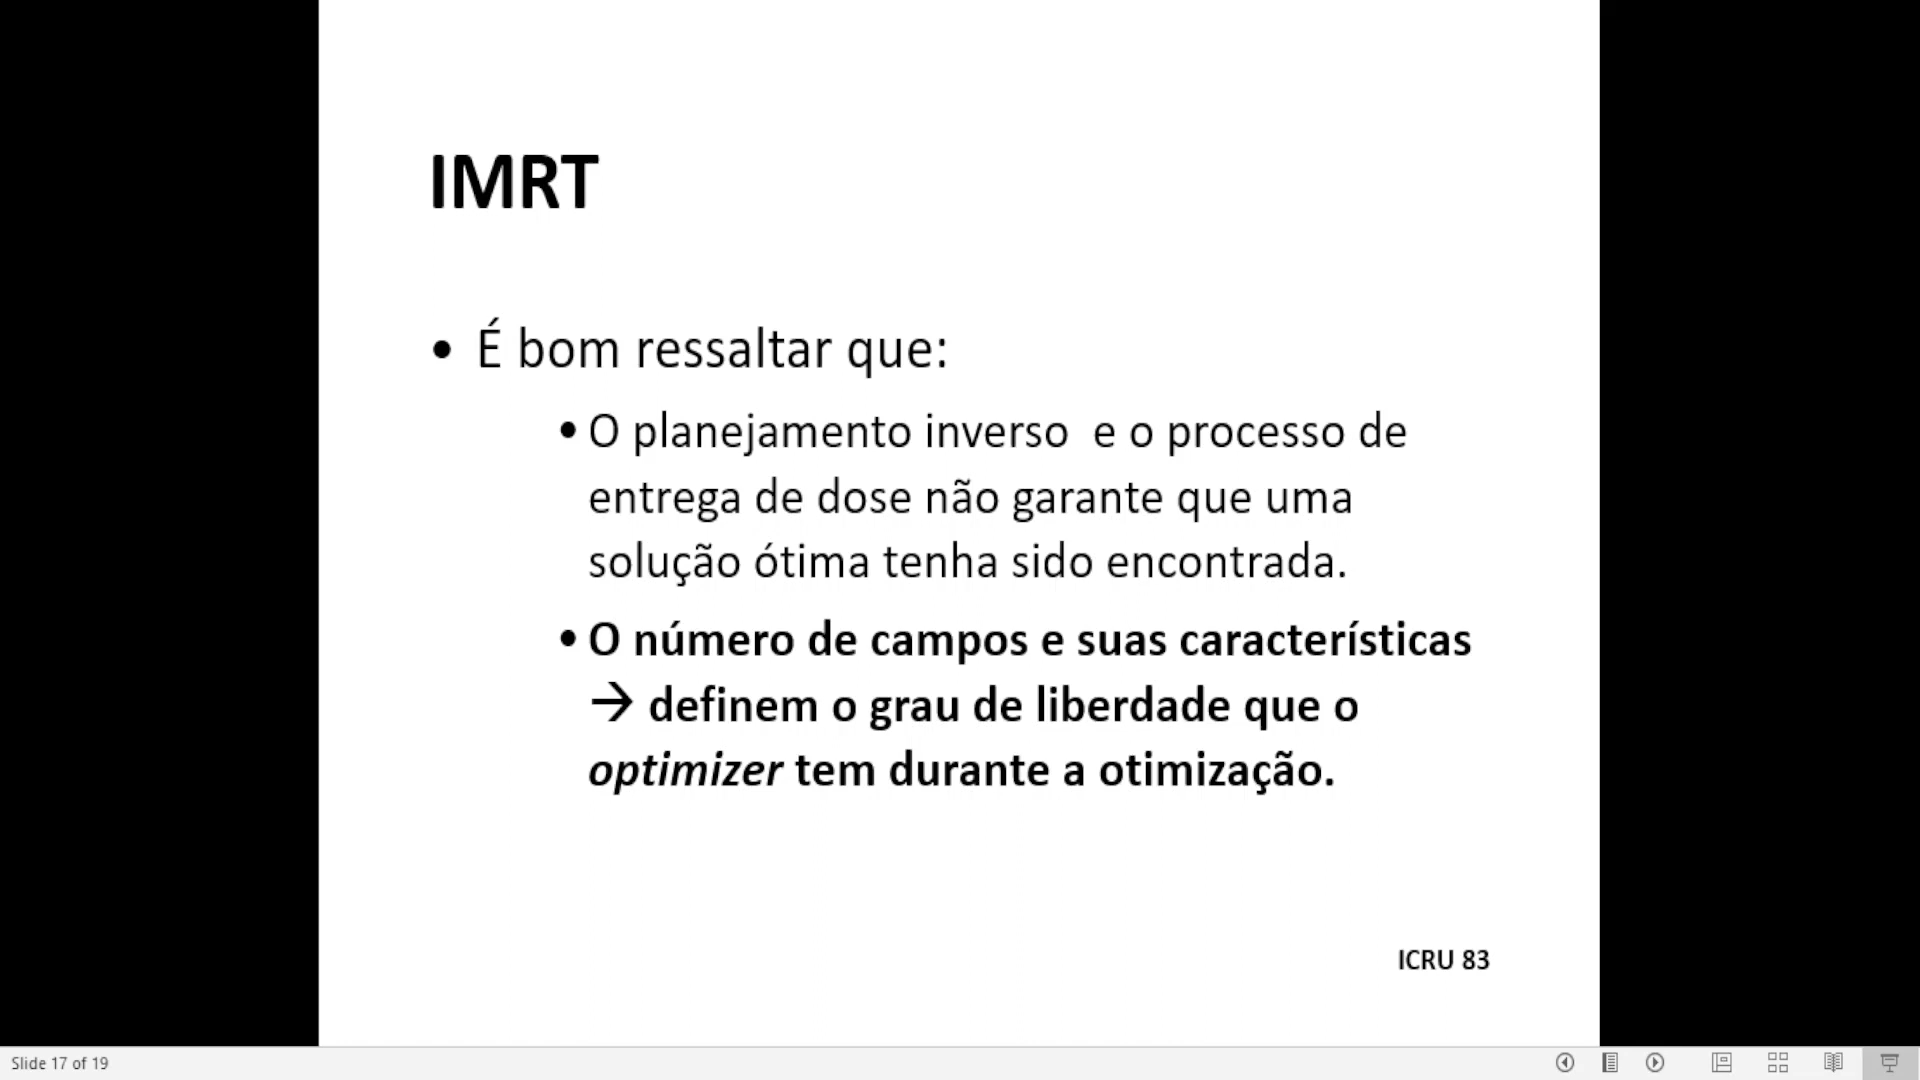 IMRT
• É bom ressaltar que:
• O planejamento inverso e o processo de
entrega de dose não garante que uma
solução ótima tenha sido encontrada.
• O número de campos e suas características
→ definem o grau de liberdade que o
optimizer tem durante a otimização.
ICRU 83
Slide 17 of 19